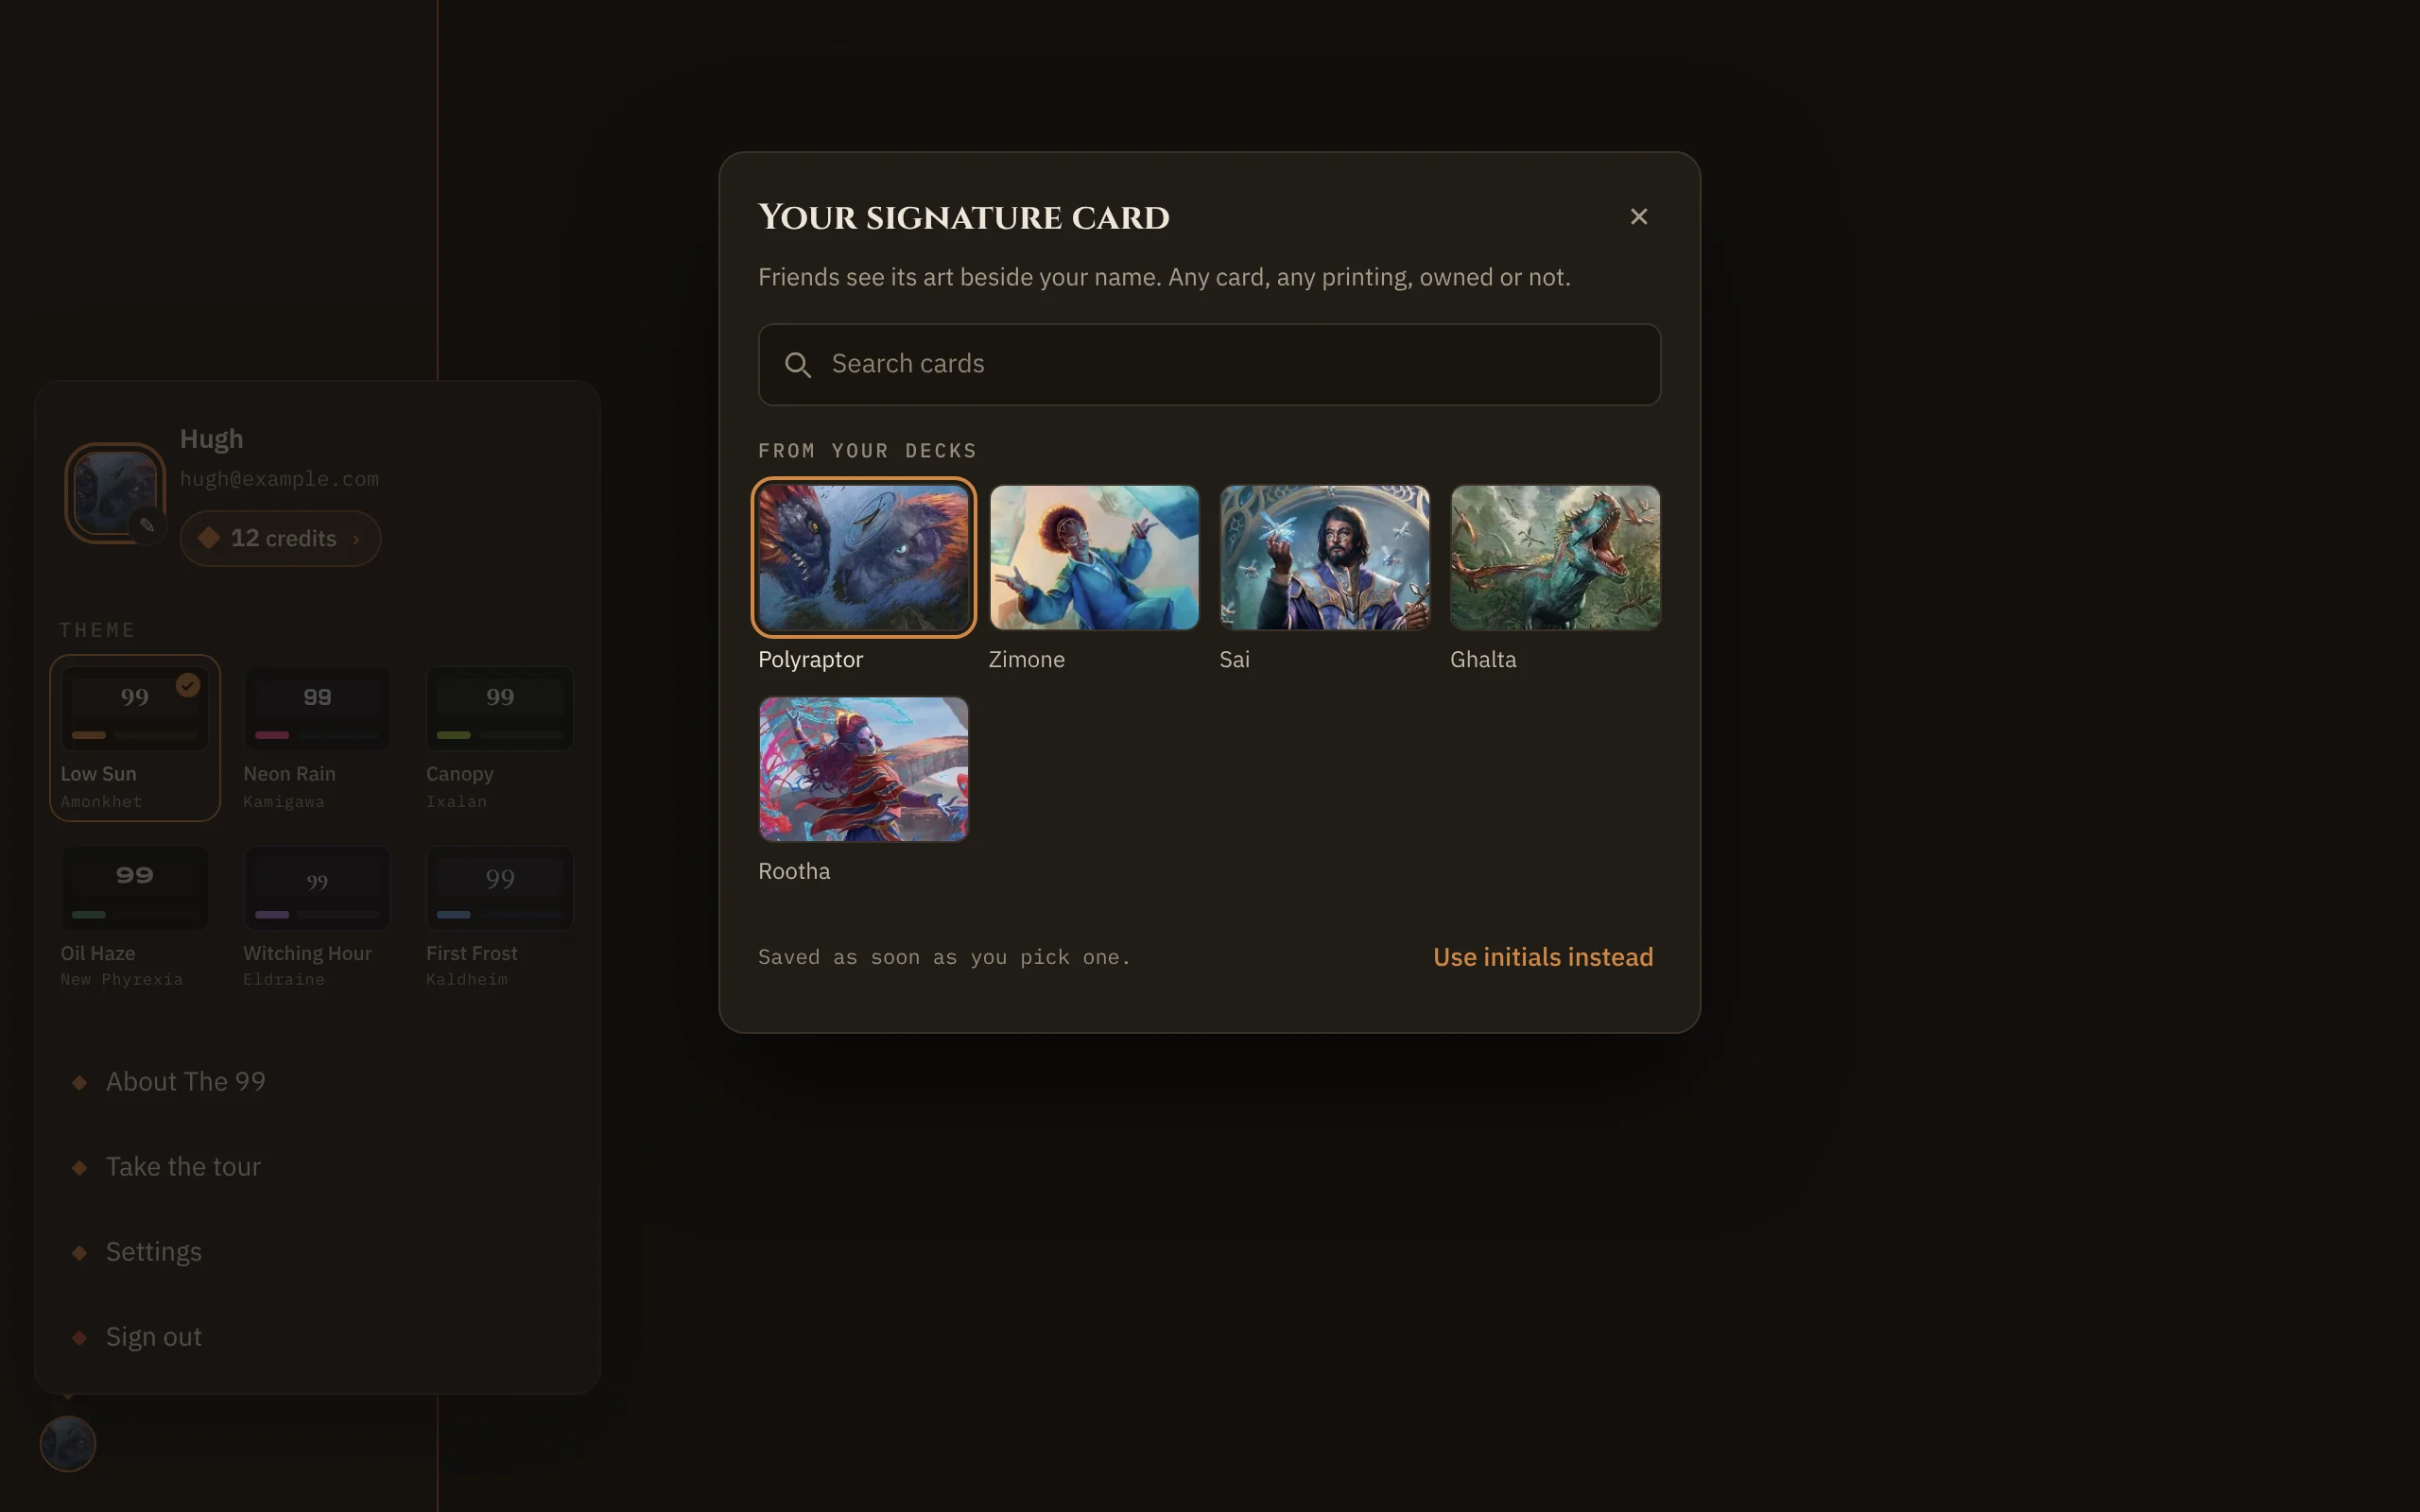 Your signature card
✕
Friends see its art beside your name. Any card, any printing, owned or not.
Search cards
FROM YOUR DECKS
Polyraptor
Zimone
Sai
Ghalta
Rootha
Saved as soon as you pick one.
Use initials instead
Hugh
hugh@example.com
12 credits ›
THEME
99
99
99
Low Sun
Neon Rain
Canopy
Amonkhet
Kamigawa
Ixalan
99
99
99
Oil Haze
Witching Hour
First Frost
New Phyrexia
Eldraine
Kaldheim
About The 99
Take the tour
Settings
Sign out